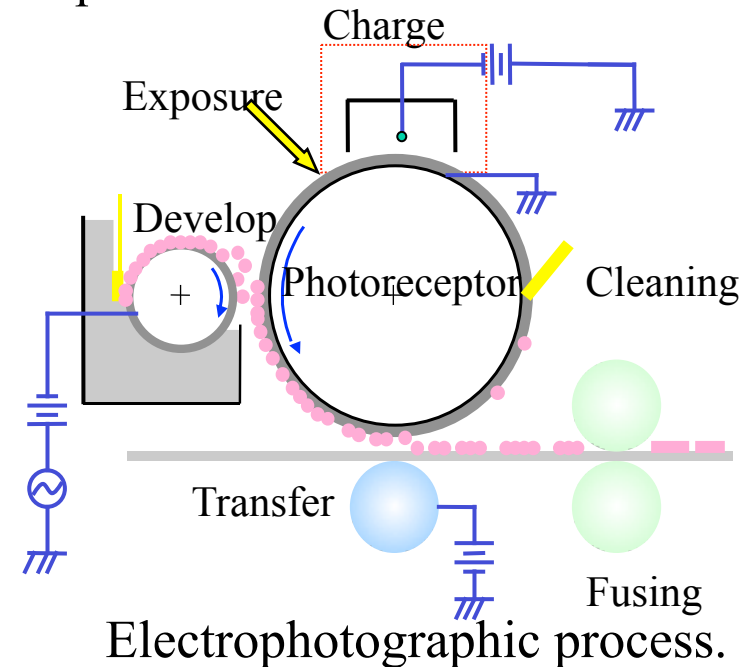 Charge
Exposure
Develop
Photoreceptor
Cleaning
Transfer
Fusing
Electrophotographic process.